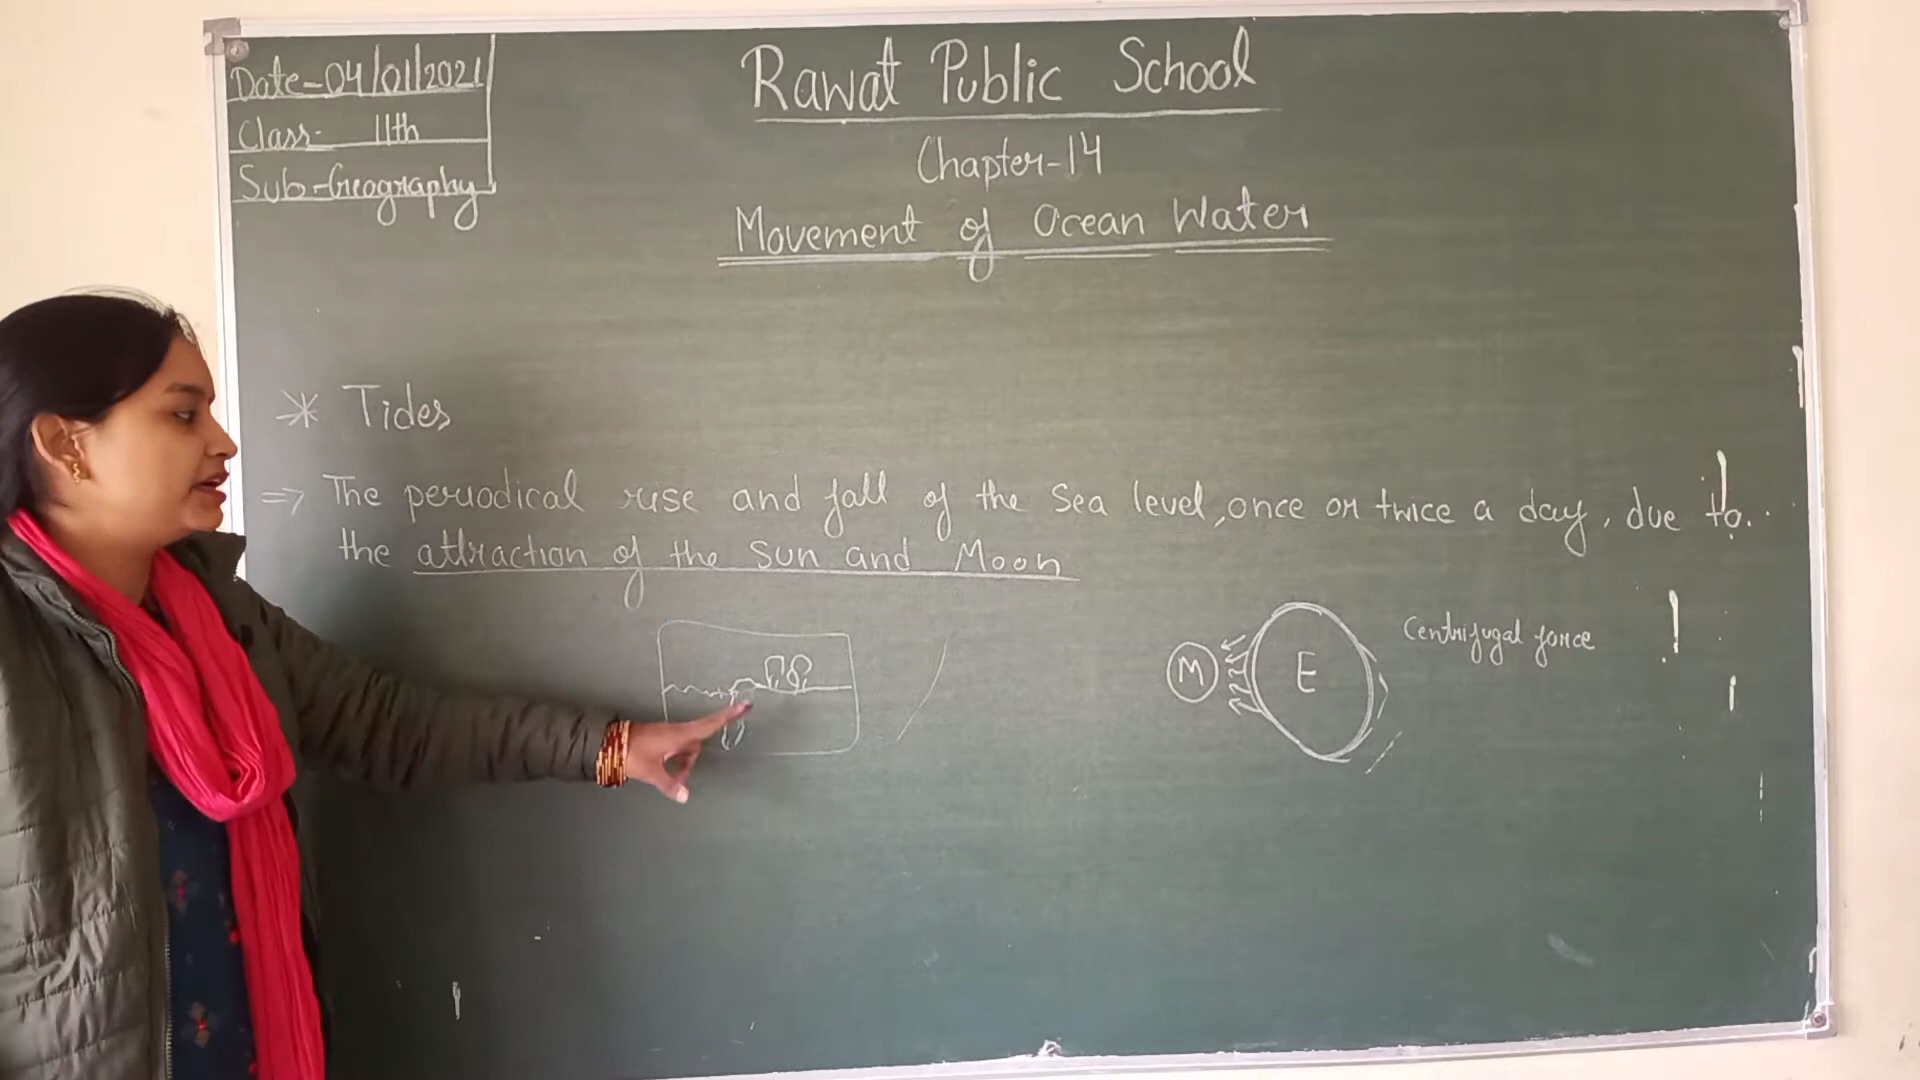 Date-04/01/2021
Class- 11th
Sub-Geography
Rawat Public School
Chapter-14
Movement of Ocean Water
* Tides
=> The periodical rise and fall of the Sea level, once or twice a day, due to
the attraction of the Sun and Moon
M
E
Centrifugal force